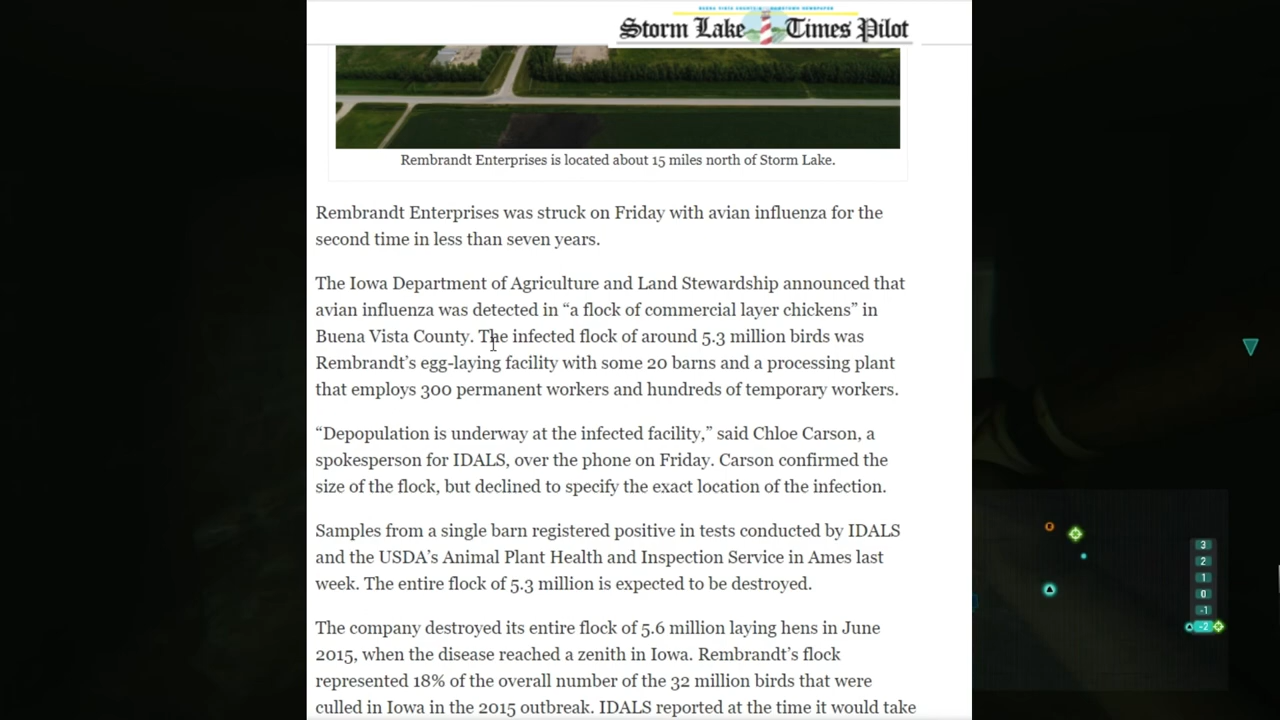 BUENA VISTA COUNTY'S HOMETOWN NEWSPAPER
Storm Lake Times Pilot
Rembrandt Enterprises is located about 15 miles north of Storm Lake.
Rembrandt Enterprises was struck on Friday with avian influenza for the
second time in less than seven years.
The Iowa Department of Agriculture and Land Stewardship announced that
avian influenza was detected in “a flock of commercial layer chickens” in
Buena Vista County. The infected flock of around 5.3 million birds was
Rembrandt’s egg-laying facility with some 20 barns and a processing plant
that employs 300 permanent workers and hundreds of temporary workers.
“Depopulation is underway at the infected facility,” said Chloe Carson, a
spokesperson for IDALS, over the phone on Friday. Carson confirmed the
size of the flock, but declined to specify the exact location of the infection.
Samples from a single barn registered positive in tests conducted by IDALS
and the USDA’s Animal Plant Health and Inspection Service in Ames last
week. The entire flock of 5.3 million is expected to be destroyed.
The company destroyed its entire flock of 5.6 million laying hens in June
2015, when the disease reached a zenith in Iowa. Rembrandt’s flock
represented 18% of the overall number of the 32 million birds that were
culled in Iowa in the 2015 outbreak. IDALS reported at the time it would take
3
2
1
0
-1
-2